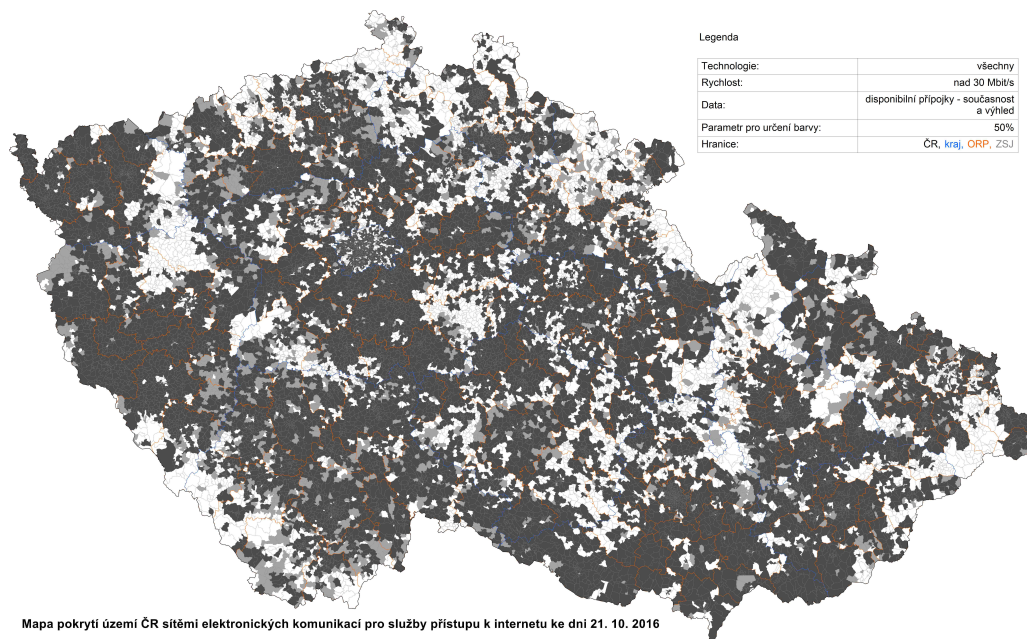 Legenda
Technologie: všechny
Rychlost: nad 30 Mbit/s
Data: disponibilní přípojky - současnost
a výhled
Parametr pro určení barvy: 50%
Hranice: ČR, kraj, ORP, ZSJ
Mapa pokrytí území ČR sítěmi elektronických komunikací pro služby přístupu k internetu ke dni 21. 10. 2016